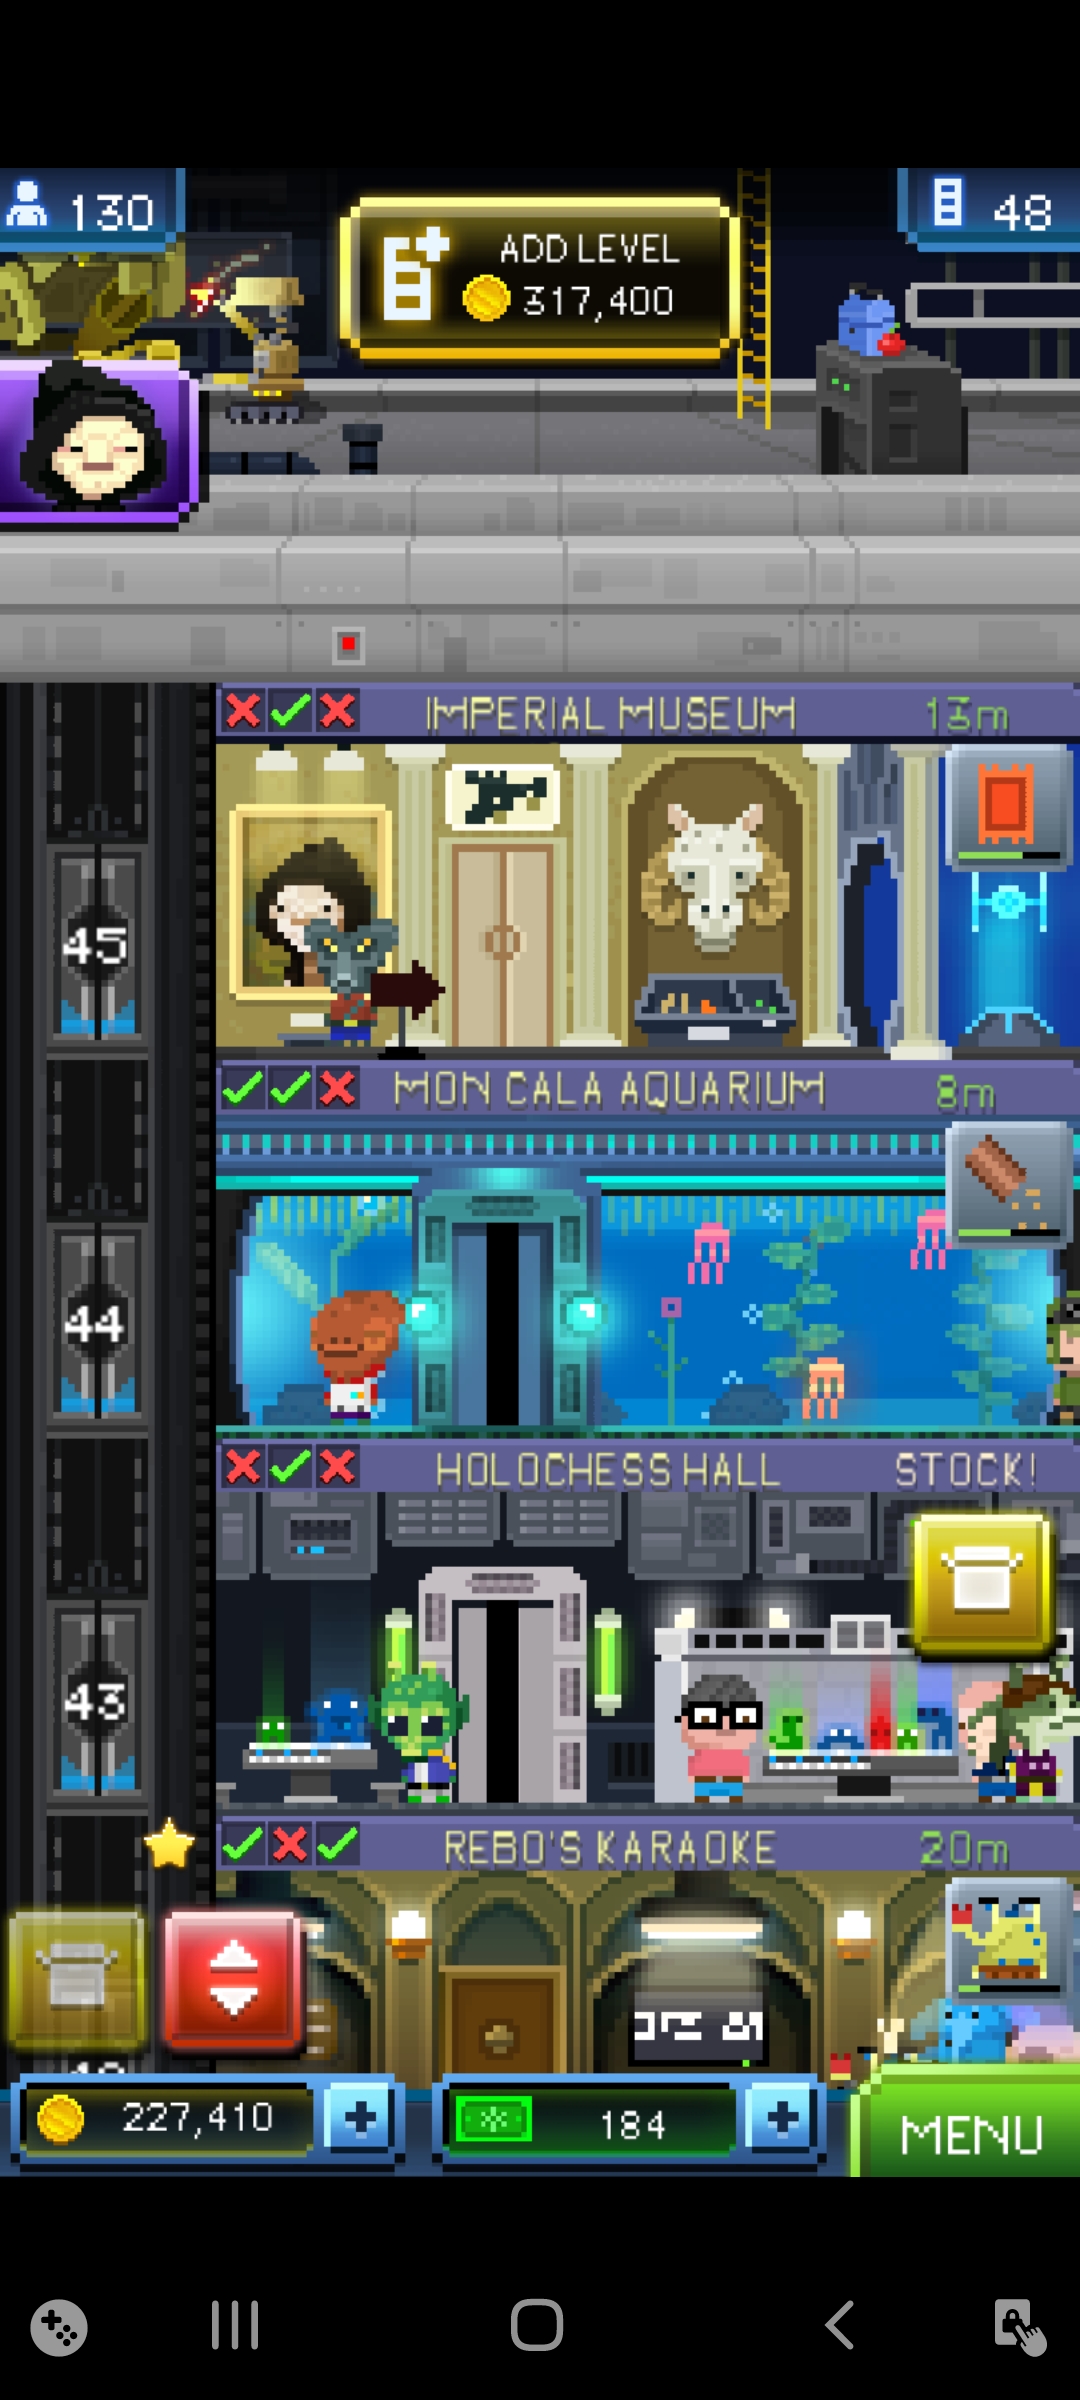 130
ADD LEVEL
317,400
48
IMPERIAL MUSEUM 13m
45
MON CALA AQUARIUM 8m
44
HOLOCHESS HALL STOCK!
43
REBO'S KARAOKE 20m
227,410
184
MENU